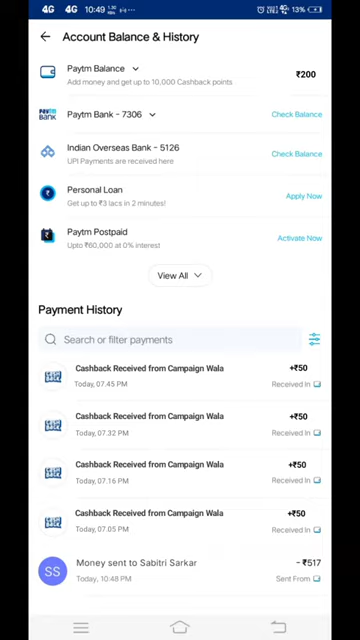 4G 4G 10:49 4G 13%
Account Balance & History
Paytm Balance
Add money and get up to 10,000 Cashback points
₹200
Paytm BANK
Paytm Bank - 7306
Check Balance
Indian Overseas Bank - 5126
UPI Payments are received here
Check Balance
Personal Loan
Get up to ₹3 lacs in 2 minutes!
Apply Now
Paytm Postpaid
Upto ₹60,000 at 0% interest
Activate Now
View All
Payment History
Search or filter payments
Cashback Received from Campaign Wala
+₹50
Today, 07.45 PM
Received In
Cashback Received from Campaign Wala
+₹50
Today, 07.32 PM
Received In
Cashback Received from Campaign Wala
+₹50
Today, 07.16 PM
Received In
Cashback Received from Campaign Wala
+₹50
Today, 07.05 PM
Received In
SS
Money sent to Sabitri Sarkar
- ₹517
Today, 10:48 PM
Sent From